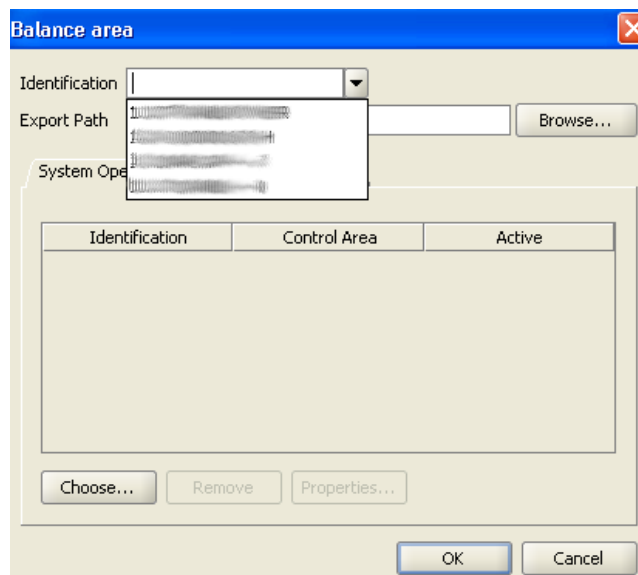 Balance area
Identification
Export Path
Browse...
System Ope
Identification Control Area Active
Choose... Remove Properties...
OK Cancel